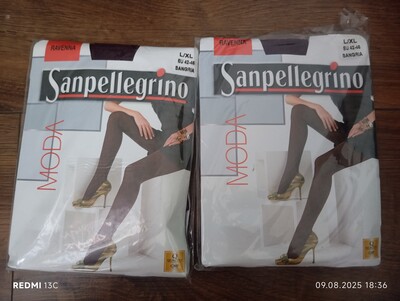 RAVENNA
L/XL
EU 42-46
SANGRIA
Sanpellegrino
MODA
RAVENNA
L/XL
EU 42-46
SANGRIA
Sanpellegrino
MODA
REDMI 13C
09.08.2025 18:36